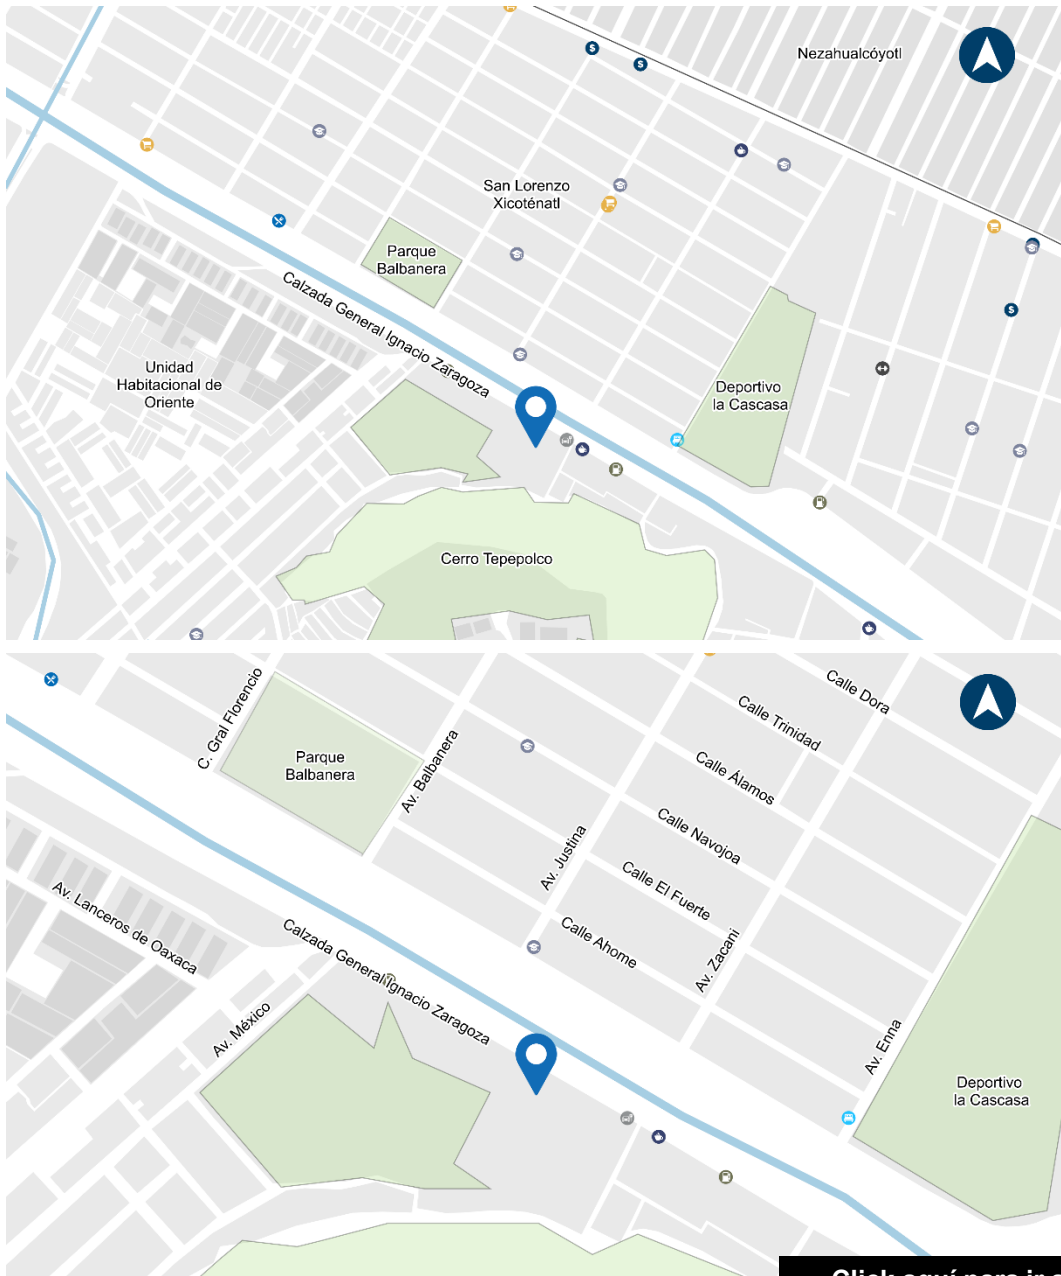 Nezahualcóyotl
San Lorenzo
Xicoténatl
Parque
Balbanera
Calzada General Ignacio Zaragoza
Unidad
Habitacional de
Oriente
Deportivo
la Cascasa
Cerro Tepepolco
C. Gral Florencio
Calle Dora
Calle Trinidad
Parque
Balbanera
Av. Balbanera
Calle Álamos
Calle Navojoa
Av. Justina
Calle El Fuerte
Av. Lanceros de Oaxaca
Calle Ahome
Av. Zacani
Calzada General Ignacio Zaragoza
Av. México
Av. Enna
Deportivo
la Cascasa